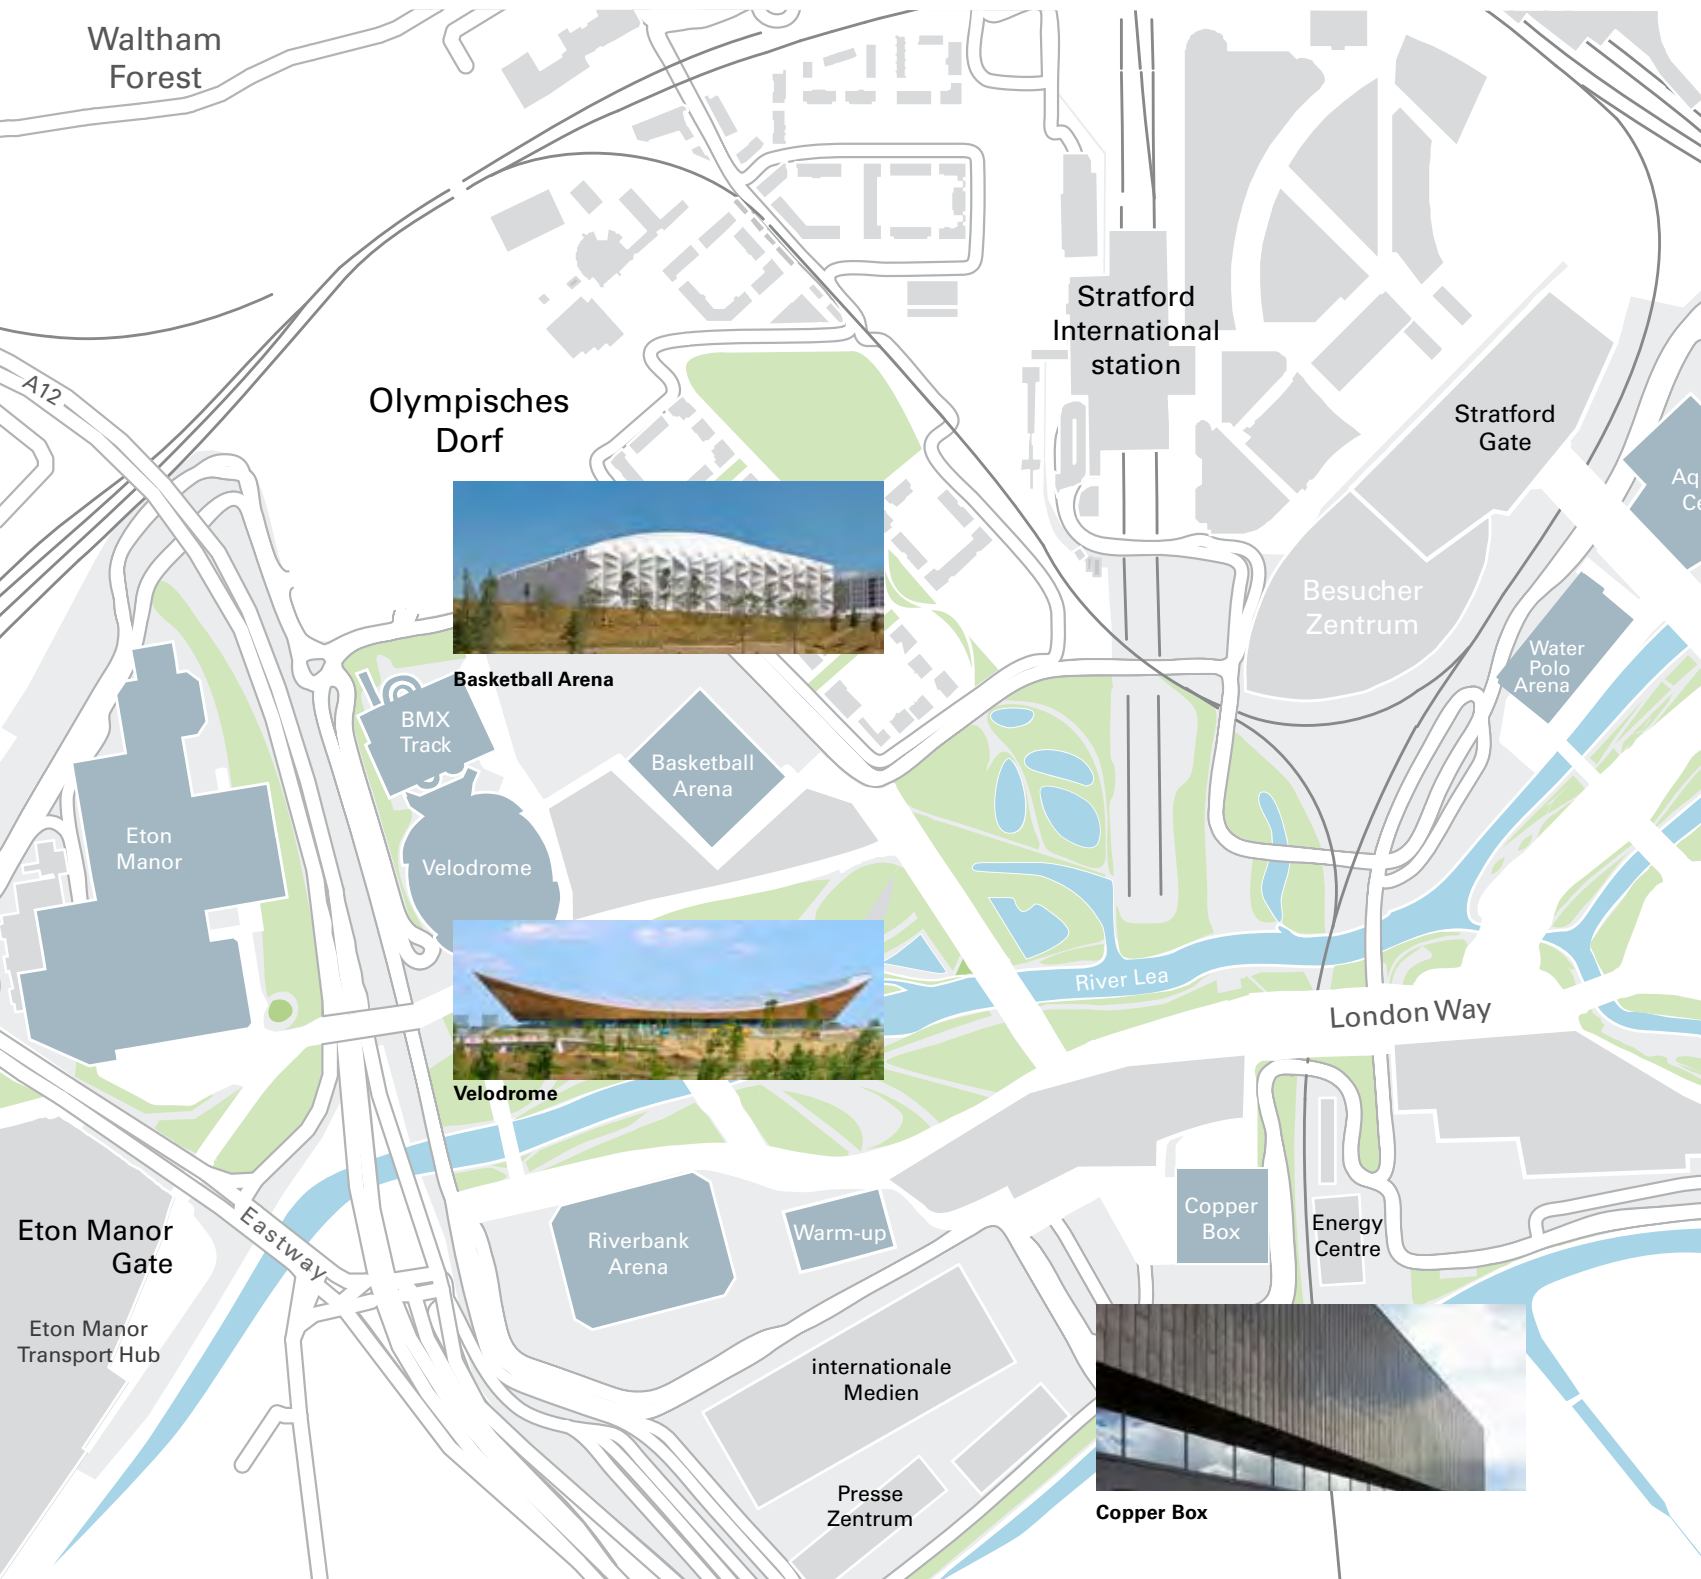 Waltham
Forest
Stratford
International
station
A12
Olympisches
Dorf
Stratford
Gate
Aq
Ce
Besucher
Zentrum
Water
Polo
Arena
Basketball Arena
BMX
Track
Basketball
Arena
Eton
Manor
Velodrome
River Lea
London Way
Velodrome
Eton Manor
Gate
Eastway
Riverbank
Arena
Warm-up
Copper
Box
Energy
Centre
Eton Manor
Transport Hub
internationale
Medien
Presse
Zentrum
Copper Box